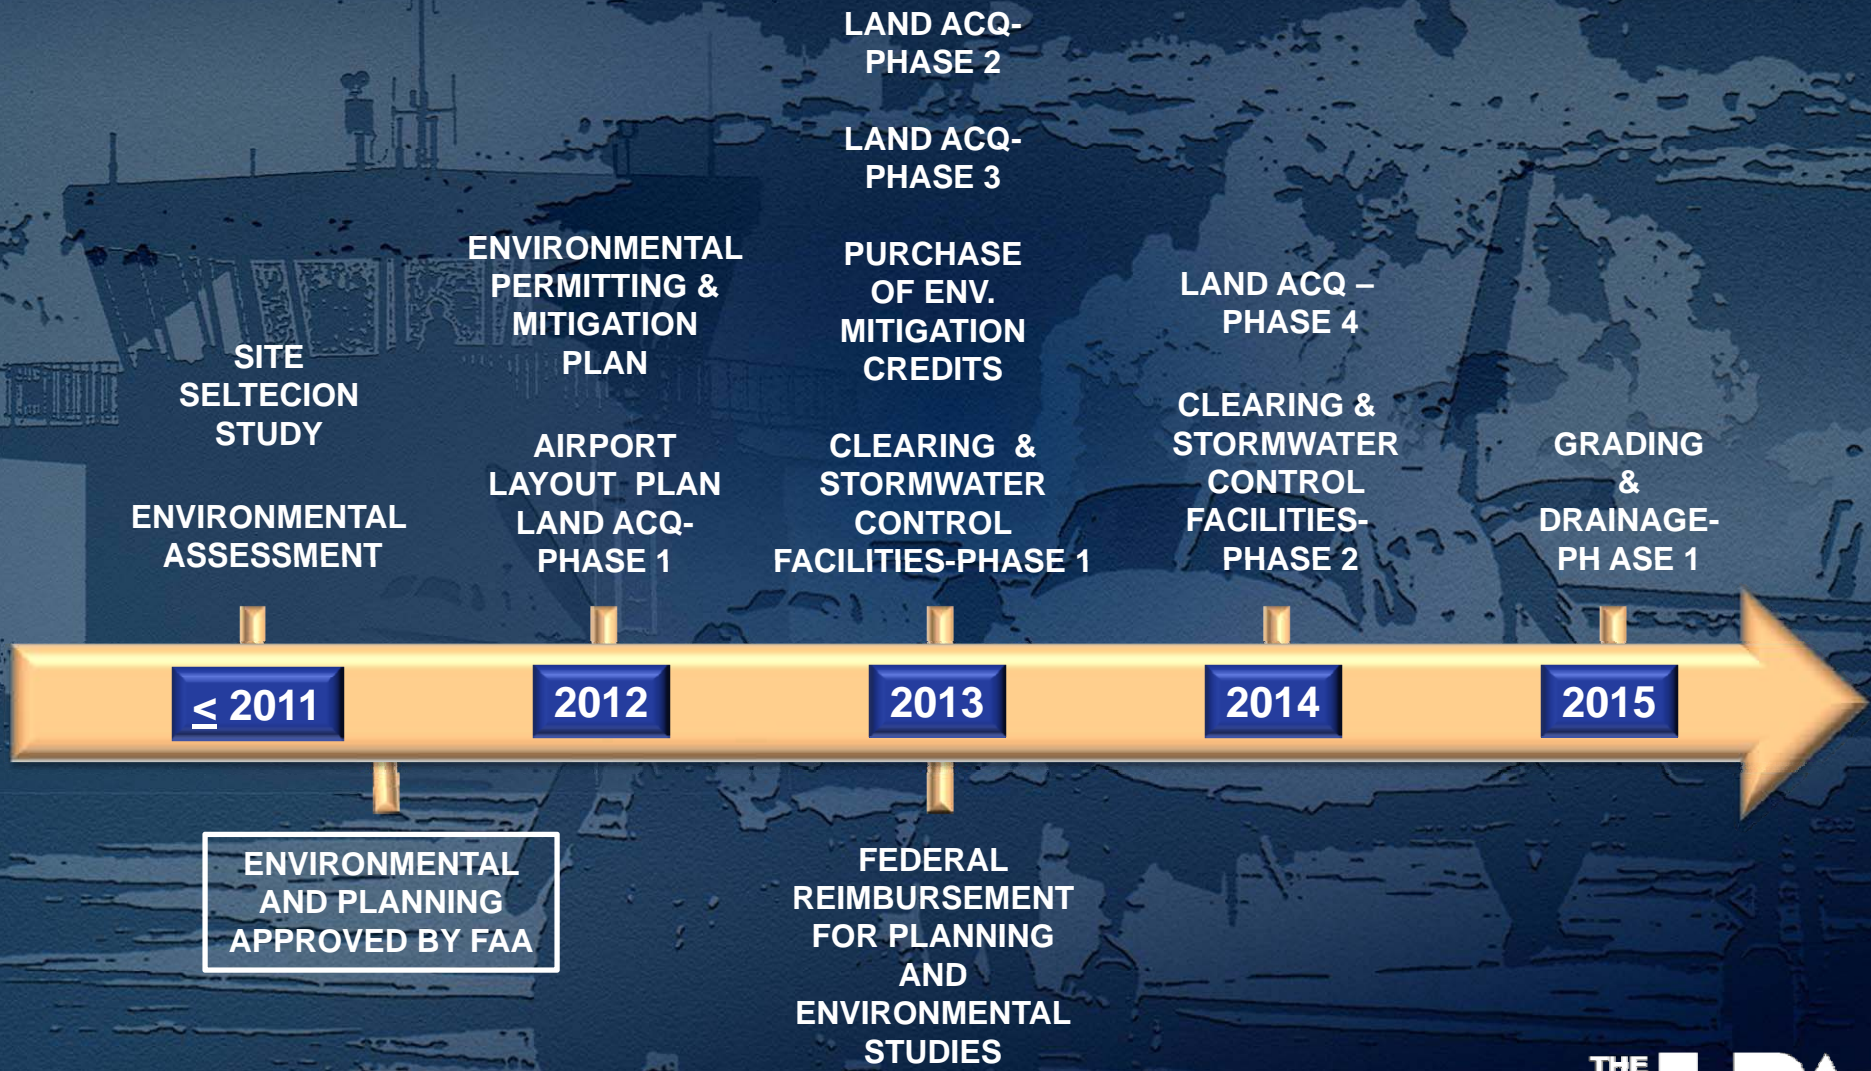 SITE
SELTECION
STUDY
ENVIRONMENTAL
ASSESSMENT
ENVIRONMENTAL
PERMITTING &
MITIGATION
PLAN
AIRPORT
LAYOUT PLAN
LAND ACQ-
PHASE 1
LAND ACQ-
PHASE 2
LAND ACQ-
PHASE 3
PURCHASE
OF ENV.
MITIGATION
CREDITS
CLEARING &
STORMWATER
CONTROL
FACILITIES-PHASE 1
LAND ACQ –
PHASE 4
CLEARING &
STORMWATER
CONTROL
FACILITIES-
PHASE 2
GRADING
&
DRAINAGE-
PH ASE 1
≤ 2011
2012
2013
2014
2015
ENVIRONMENTAL
AND PLANNING
APPROVED BY FAA
FEDERAL
REIMBURSEMENT
FOR PLANNING
AND
ENVIRONMENTAL
STUDIES
THE